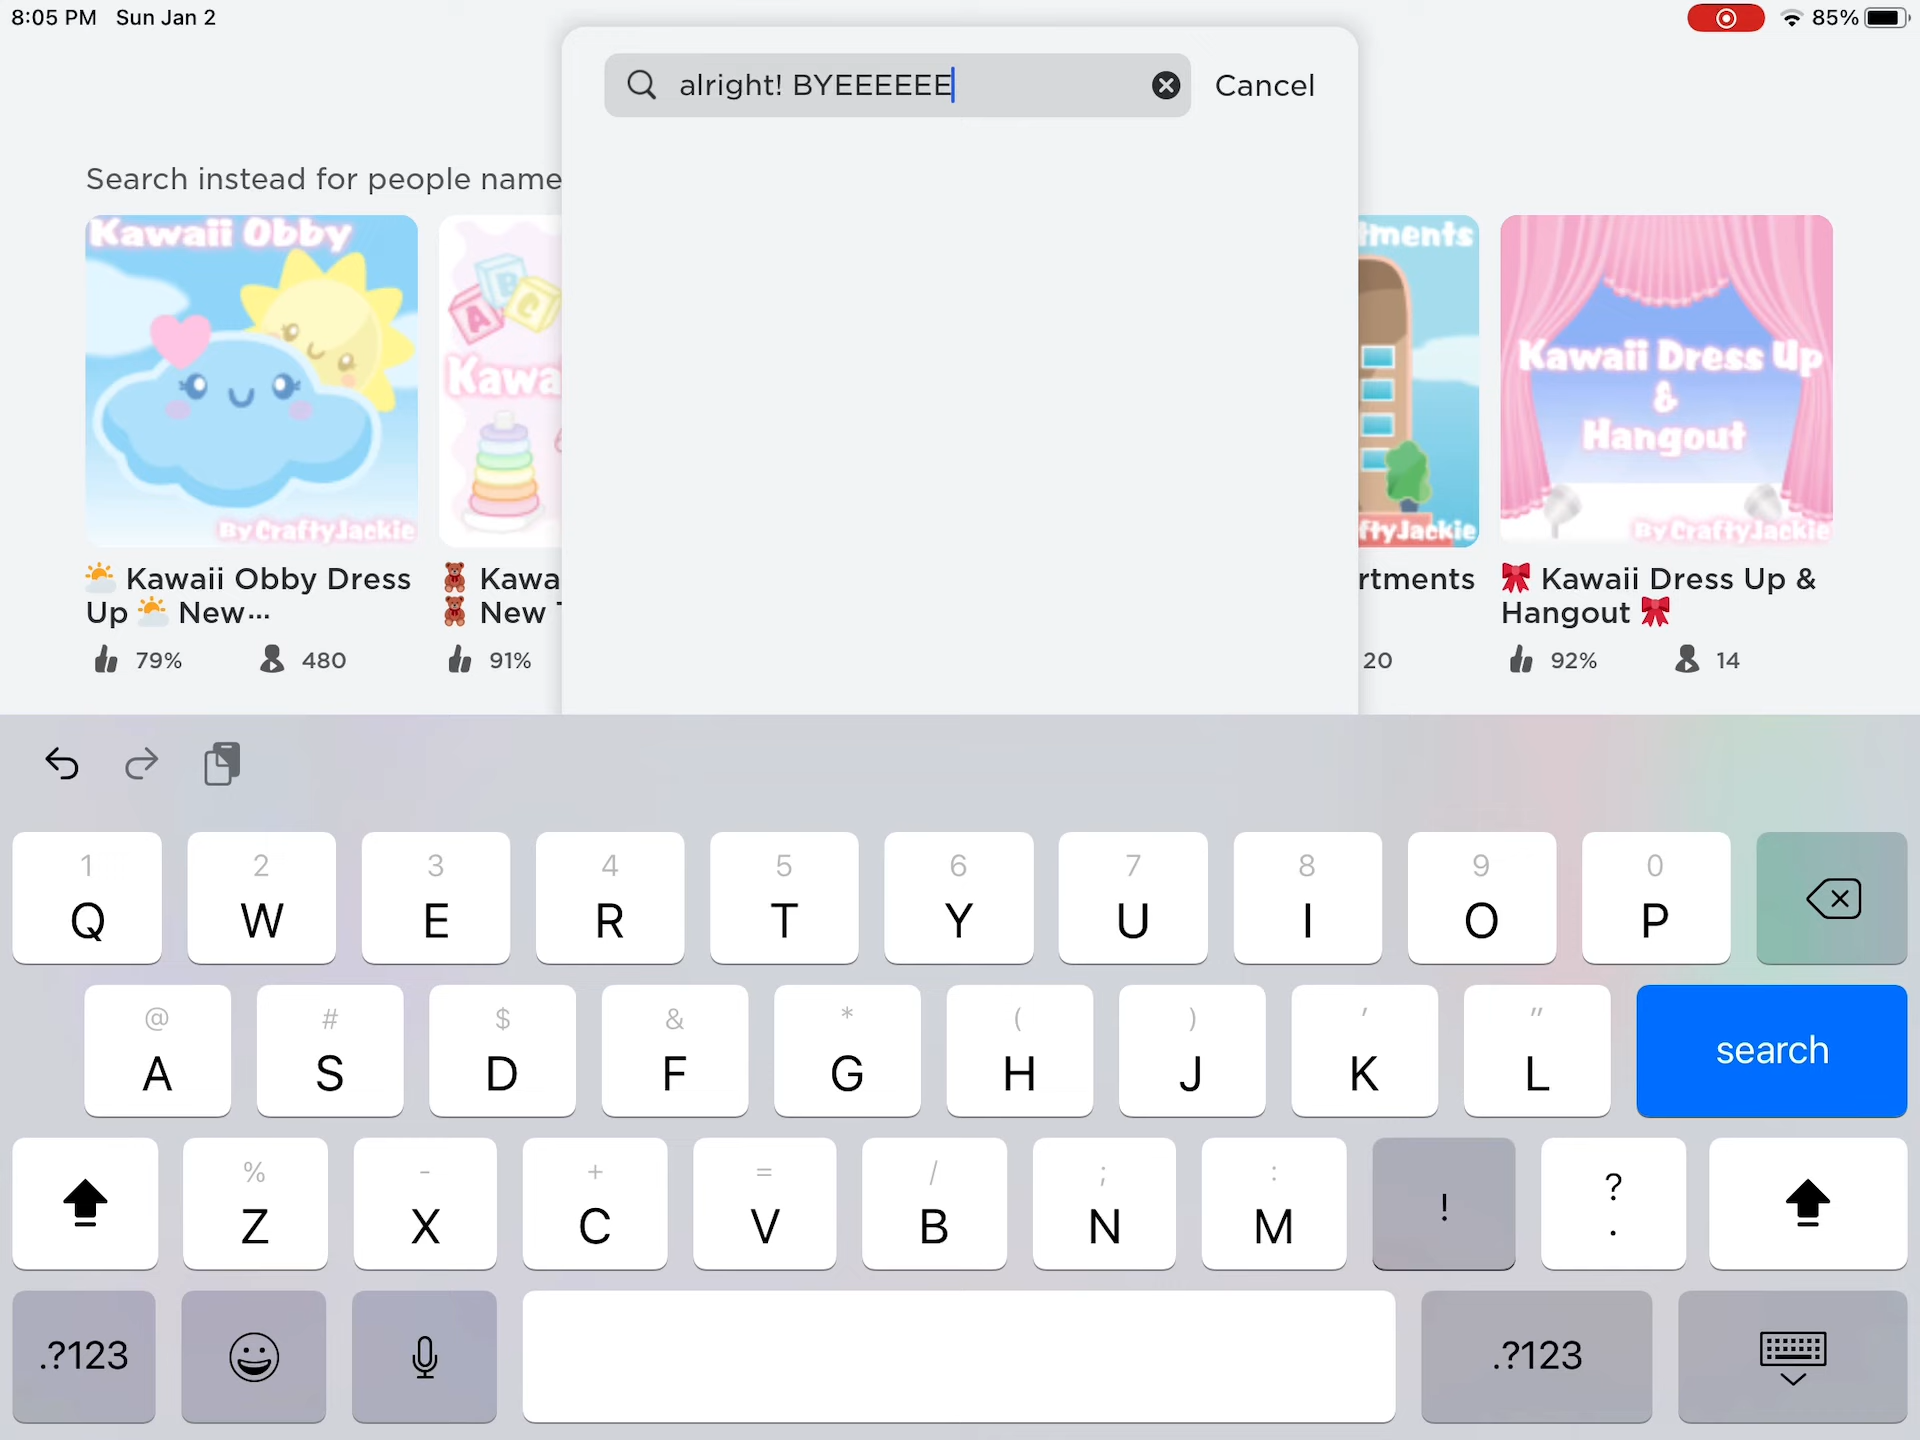 8:05 PM Sun Jan 2
85%
alright! BYEEEEEE
Cancel
Search instead for people name
Kawaii Obby
By CraftyJackie
A B C
Kawa
tments
ftyJackie
Kawaii Dress Up
&
Hangout
By CraftyJackie
🌤️ Kawaii Obby Dress
Up 🌤️ New...
79% 480
🧸 Kawa
🧸 New
91%
rtments
20
🎀 Kawaii Dress Up &
Hangout 🎀
92% 14
1 2 3 4 5 6 7 8 9 0
Q W E R T Y U I O P
@ # $ & * ( ) ' "
A S D F G H J K L search
% - + = / ; : ?
Z X C V B N M ! .
.?123 .?123